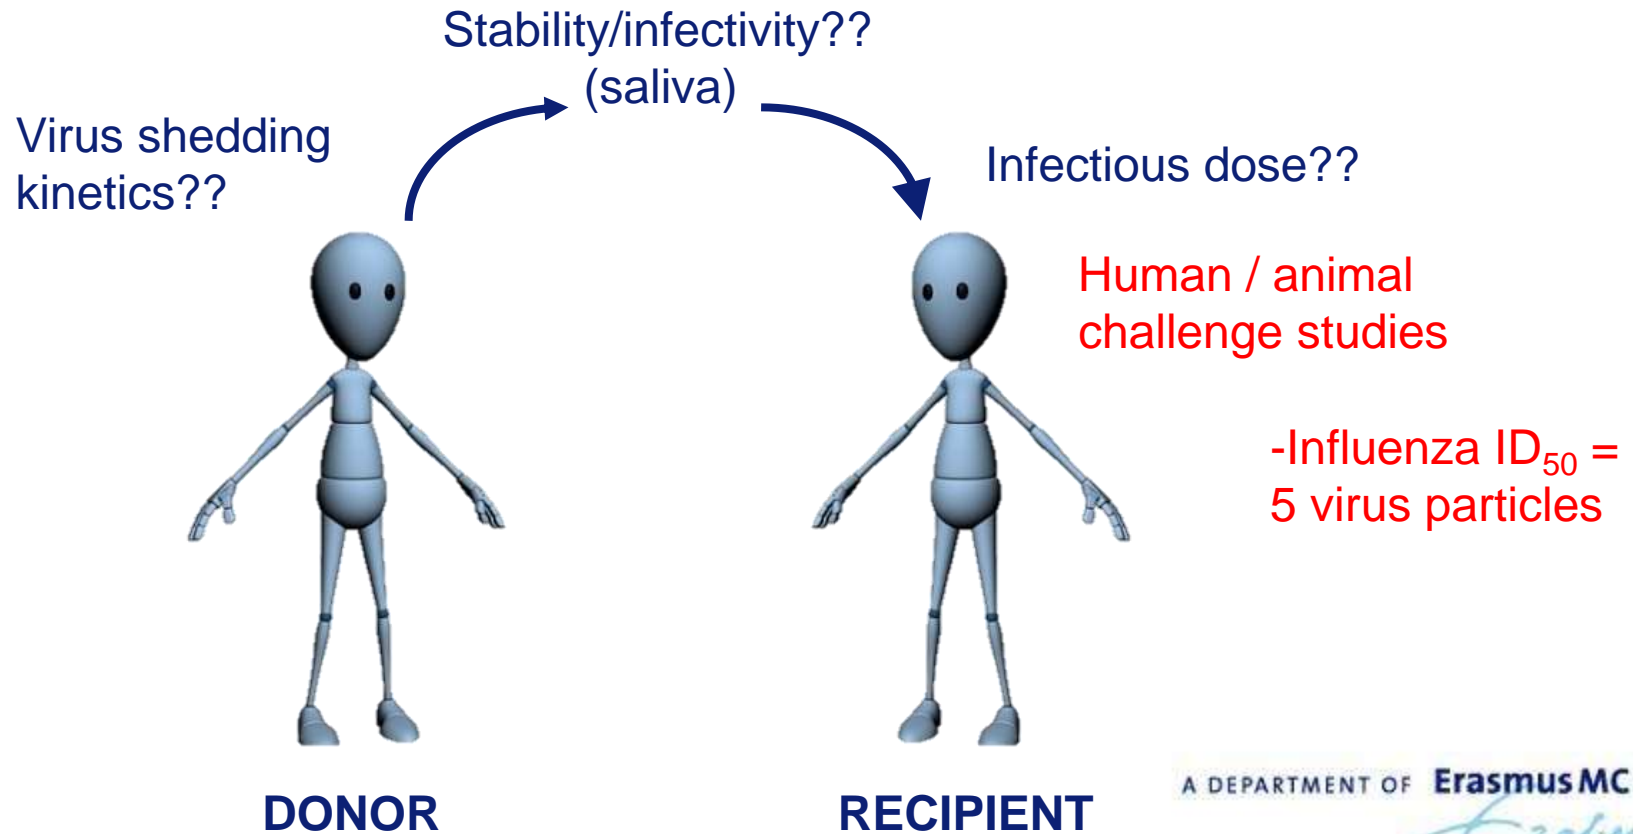 Stability/infectivity??
(saliva)
Virus shedding
kinetics??
Infectious dose??
Human / animal
challenge studies
-Influenza ID₅₀ =
5 virus particles
DONOR
RECIPIENT
A DEPARTMENT OF Erasmus MC